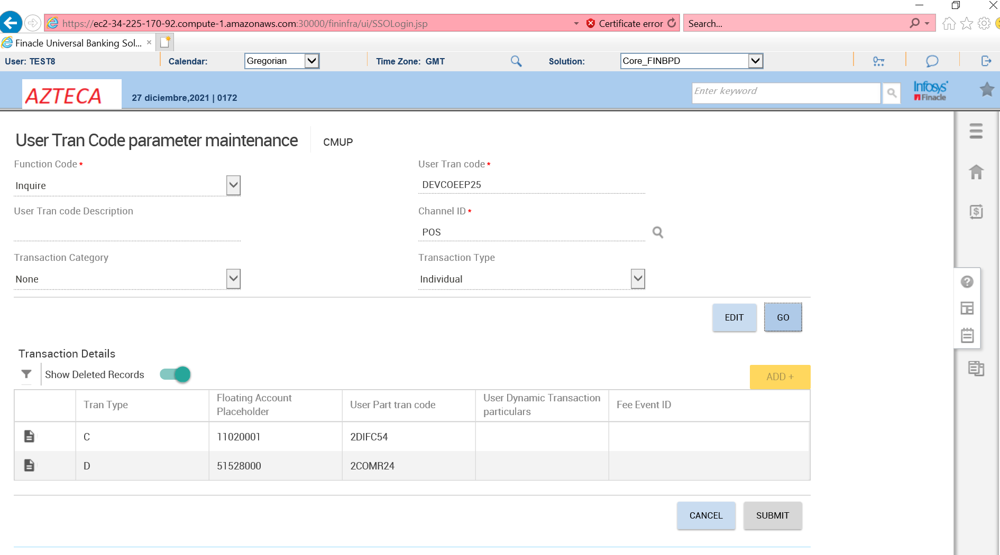 https://ec2-34-225-170-92.compute-1.amazonaws.com:30000/fininfra/ui/SSOLogin.jsp Certificate error Search...
Finacle Universal Banking Sol... ×
User: TEST8 Calendar: Gregorian Time Zone: GMT Solution: Core_FINBPD
AZTECA 27 diciembre,2021 | 0172 Enter keyword Infosys Finacle
User Tran Code parameter maintenance CMUP
Function Code * User Tran code *
Inquire DEVCOEEP25
User Tran code Description Channel ID *
POS
Transaction Category Transaction Type
None Individual
EDIT GO
Transaction Details
Show Deleted Records ADD +
Tran Type Floating Account Placeholder User Part tran code User Dynamic Transaction particulars Fee Event ID
C 11020001 2DIFC54
D 51528000 2COMR24
CANCEL SUBMIT